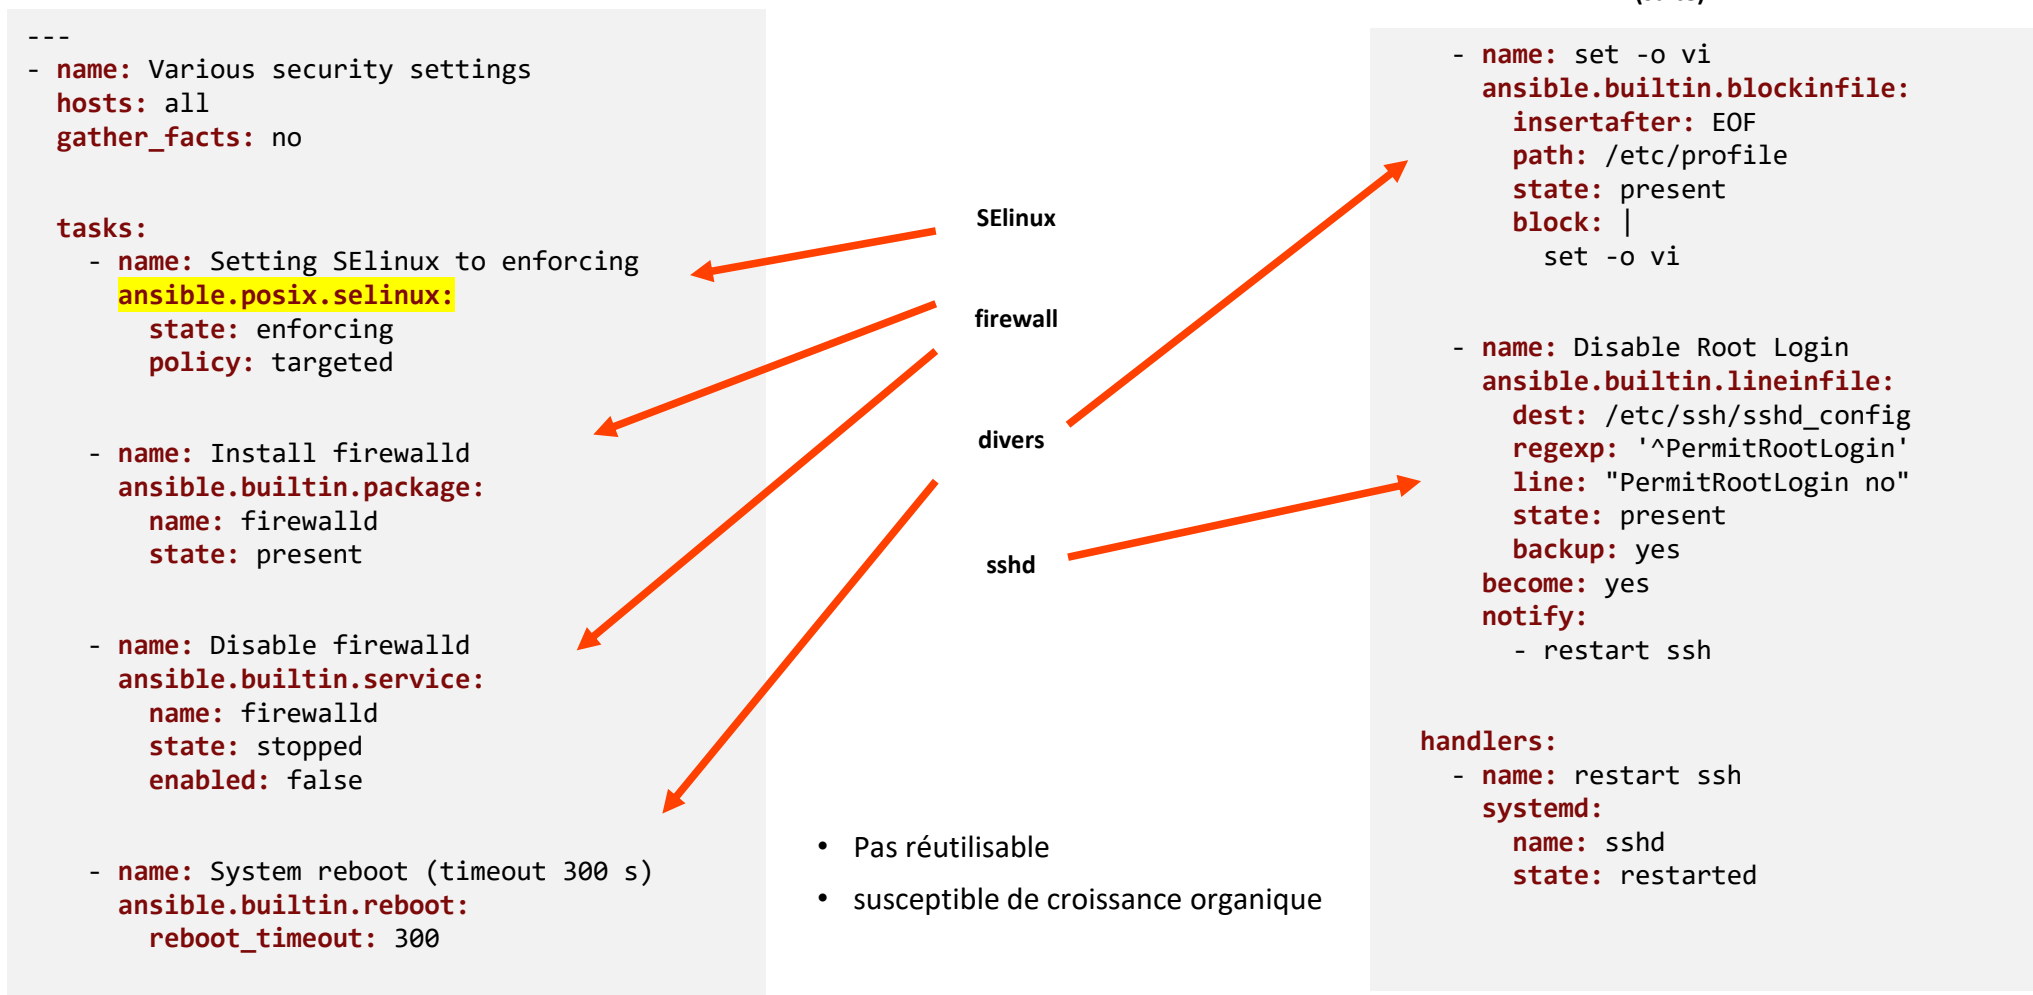 ---
- name: Various security settings
  hosts: all
  gather_facts: no

  tasks:
    - name: Setting SElinux to enforcing
      ansible.posix.selinux:
        state: enforcing
        policy: targeted

    - name: Install firewalld
      ansible.builtin.package:
        name: firewalld
        state: present

    - name: Disable firewalld
      ansible.builtin.service:
        name: firewalld
        state: stopped
        enabled: false

    - name: System reboot (timeout 300 s)
      ansible.builtin.reboot:
        reboot_timeout: 300

SElinux
firewall
divers
sshd
• Pas réutilisable
• susceptible de croissance organique

    - name: set -o vi
      ansible.builtin.blockinfile:
        insertafter: EOF
        path: /etc/profile
        state: present
        block: |
          set -o vi

    - name: Disable Root Login
      ansible.builtin.lineinfile:
        dest: /etc/ssh/sshd_config
        regexp: '^PermitRootLogin'
        line: "PermitRootLogin no"
        state: present
        backup: yes
      become: yes
      notify:
        - restart ssh

  handlers:
    - name: restart ssh
      systemd:
        name: sshd
        state: restarted